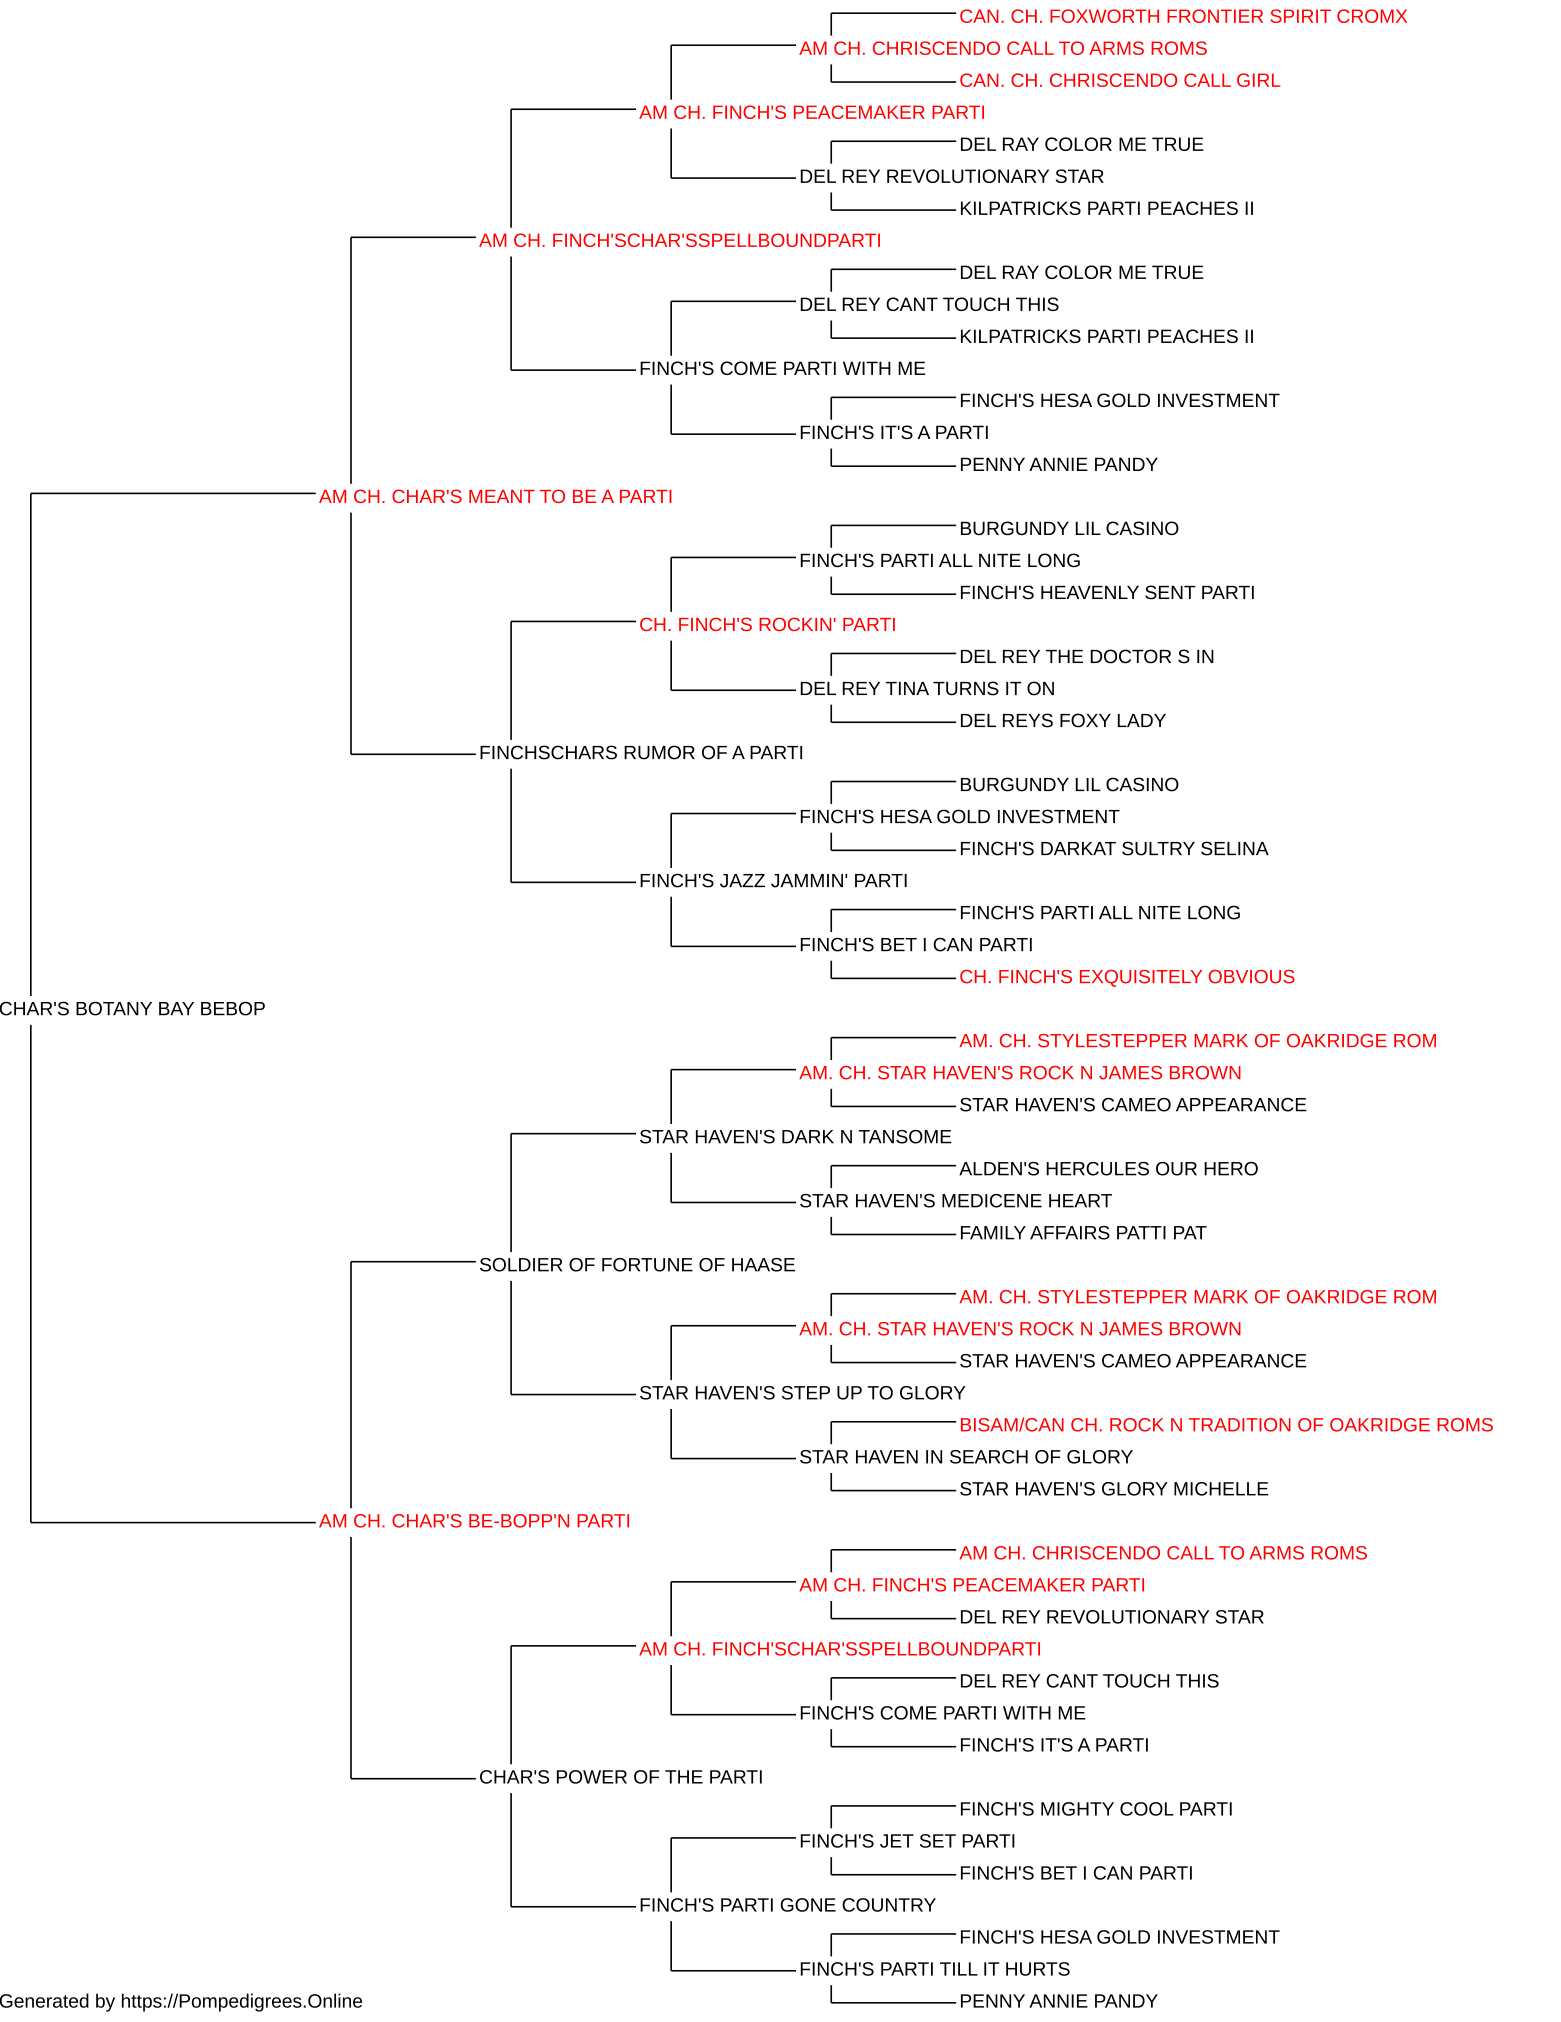 CAN. CH. FOXWORTH FRONTIER SPIRIT CROMX
AM CH. CHRISCENDO CALL TO ARMS ROMS
CAN. CH. CHRISCENDO CALL GIRL
AM CH. FINCH'S PEACEMAKER PARTI
DEL RAY COLOR ME TRUE
DEL REY REVOLUTIONARY STAR
KILPATRICKS PARTI PEACHES II
AM CH. FINCH'SCHAR'SSPELLBOUNDPARTI
DEL RAY COLOR ME TRUE
DEL REY CANT TOUCH THIS
KILPATRICKS PARTI PEACHES II
FINCH'S COME PARTI WITH ME
FINCH'S HESA GOLD INVESTMENT
FINCH'S IT'S A PARTI
PENNY ANNIE PANDY
AM CH. CHAR'S MEANT TO BE A PARTI
BURGUNDY LIL CASINO
FINCH'S PARTI ALL NITE LONG
FINCH'S HEAVENLY SENT PARTI
CH. FINCH'S ROCKIN' PARTI
DEL REY THE DOCTOR S IN
DEL REY TINA TURNS IT ON
DEL REYS FOXY LADY
FINCHSCHARS RUMOR OF A PARTI
BURGUNDY LIL CASINO
FINCH'S HESA GOLD INVESTMENT
FINCH'S DARKAT SULTRY SELINA
FINCH'S JAZZ JAMMIN' PARTI
FINCH'S PARTI ALL NITE LONG
FINCH'S BET I CAN PARTI
CH. FINCH'S EXQUISITELY OBVIOUS
CHAR'S BOTANY BAY BEBOP
AM. CH. STYLESTEPPER MARK OF OAKRIDGE ROM
AM. CH. STAR HAVEN'S ROCK N JAMES BROWN
STAR HAVEN'S CAMEO APPEARANCE
STAR HAVEN'S DARK N TANSOME
ALDEN'S HERCULES OUR HERO
STAR HAVEN'S MEDICENE HEART
FAMILY AFFAIRS PATTI PAT
SOLDIER OF FORTUNE OF HAASE
AM. CH. STYLESTEPPER MARK OF OAKRIDGE ROM
AM. CH. STAR HAVEN'S ROCK N JAMES BROWN
STAR HAVEN'S CAMEO APPEARANCE
STAR HAVEN'S STEP UP TO GLORY
BISAM/CAN CH. ROCK N TRADITION OF OAKRIDGE ROMS
STAR HAVEN IN SEARCH OF GLORY
STAR HAVEN'S GLORY MICHELLE
AM CH. CHAR'S BE-BOPP'N PARTI
AM CH. CHRISCENDO CALL TO ARMS ROMS
AM CH. FINCH'S PEACEMAKER PARTI
DEL REY REVOLUTIONARY STAR
AM CH. FINCH'SCHAR'SSPELLBOUNDPARTI
DEL REY CANT TOUCH THIS
FINCH'S COME PARTI WITH ME
FINCH'S IT'S A PARTI
CHAR'S POWER OF THE PARTI
FINCH'S MIGHTY COOL PARTI
FINCH'S JET SET PARTI
FINCH'S BET I CAN PARTI
FINCH'S PARTI GONE COUNTRY
FINCH'S HESA GOLD INVESTMENT
FINCH'S PARTI TILL IT HURTS
PENNY ANNIE PANDY
Generated by https://Pompedigrees.Online